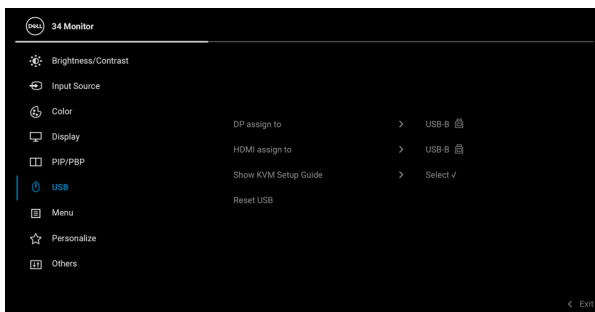 DELL 34 Monitor
Brightness/Contrast
Input Source
Color
DP assign to > USB-B
Display
HDMI assign to > USB-B
PIP/PBP
Show KVM Setup Guide > Select √
USB
Reset USB
Menu
Personalize
Others
< Exit